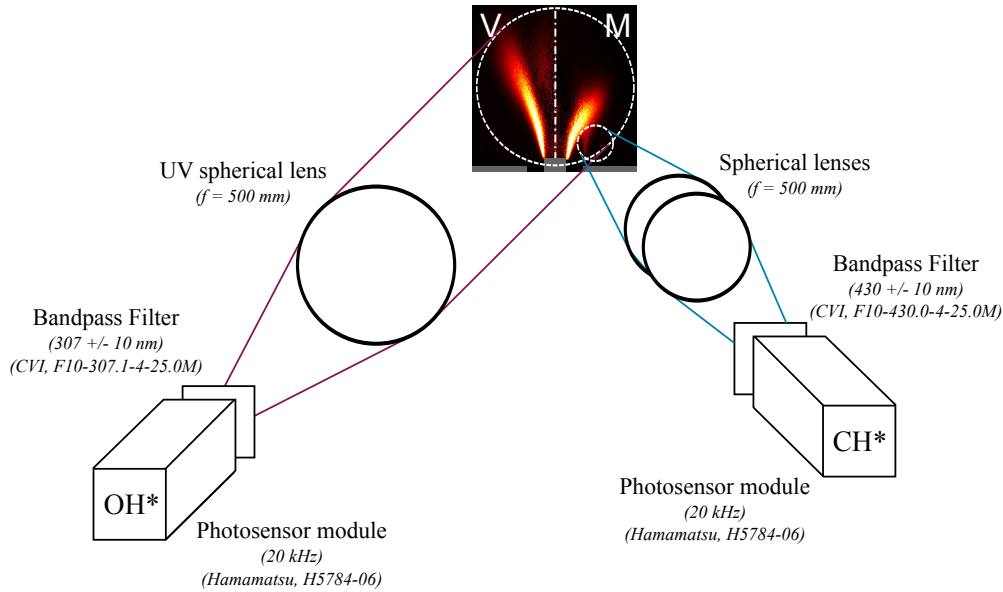 V
M
UV spherical lens
(f = 500 mm)
Spherical lenses
(f = 500 mm)
Bandpass Filter
(430 +/- 10 nm)
(CVI, F10-430.0-4-25.0M)
Bandpass Filter
(307 +/- 10 nm)
(CVI, F10-307.1-4-25.0M)
CH*
OH*
Photosensor module
(20 kHz)
(Hamamatsu, H5784-06)
Photosensor module
(20 kHz)
(Hamamatsu, H5784-06)